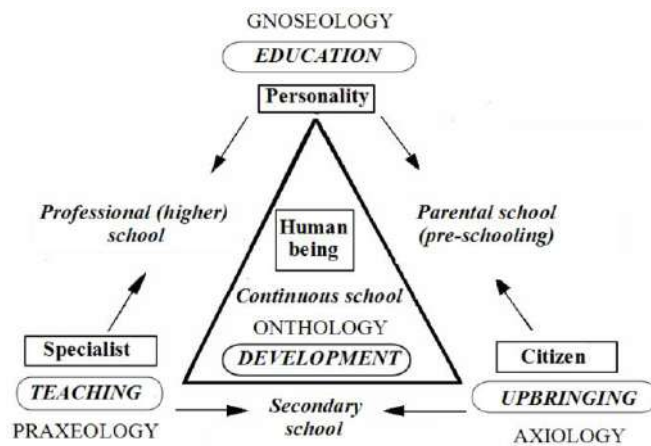 GNOSEOLOGY
EDUCATION
Personality
Professional (higher)
school
Parental school
(pre-schooling)
Human
being
Continuous school
ONTHOLOGY
DEVELOPMENT
Specialist
TEACHING
PRAXEOLOGY
Secondary
school
Citizen
UPBRINGING
AXIOLOGY